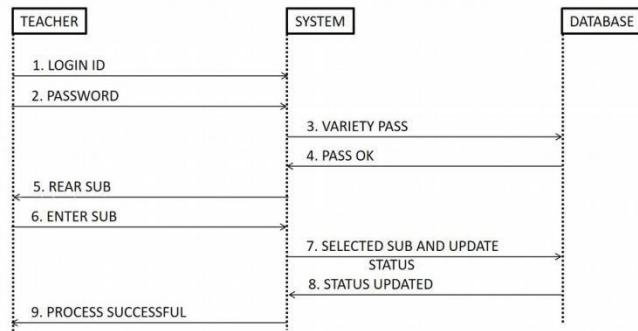 TEACHER
SYSTEM
DATABASE
1. LOGIN ID
2. PASSWORD
3. VARIETY PASS
4. PASS OK
5. REAR SUB
6. ENTER SUB
7. SELECTED SUB AND UPDATE
STATUS
8. STATUS UPDATED
9. PROCESS SUCCESSFUL